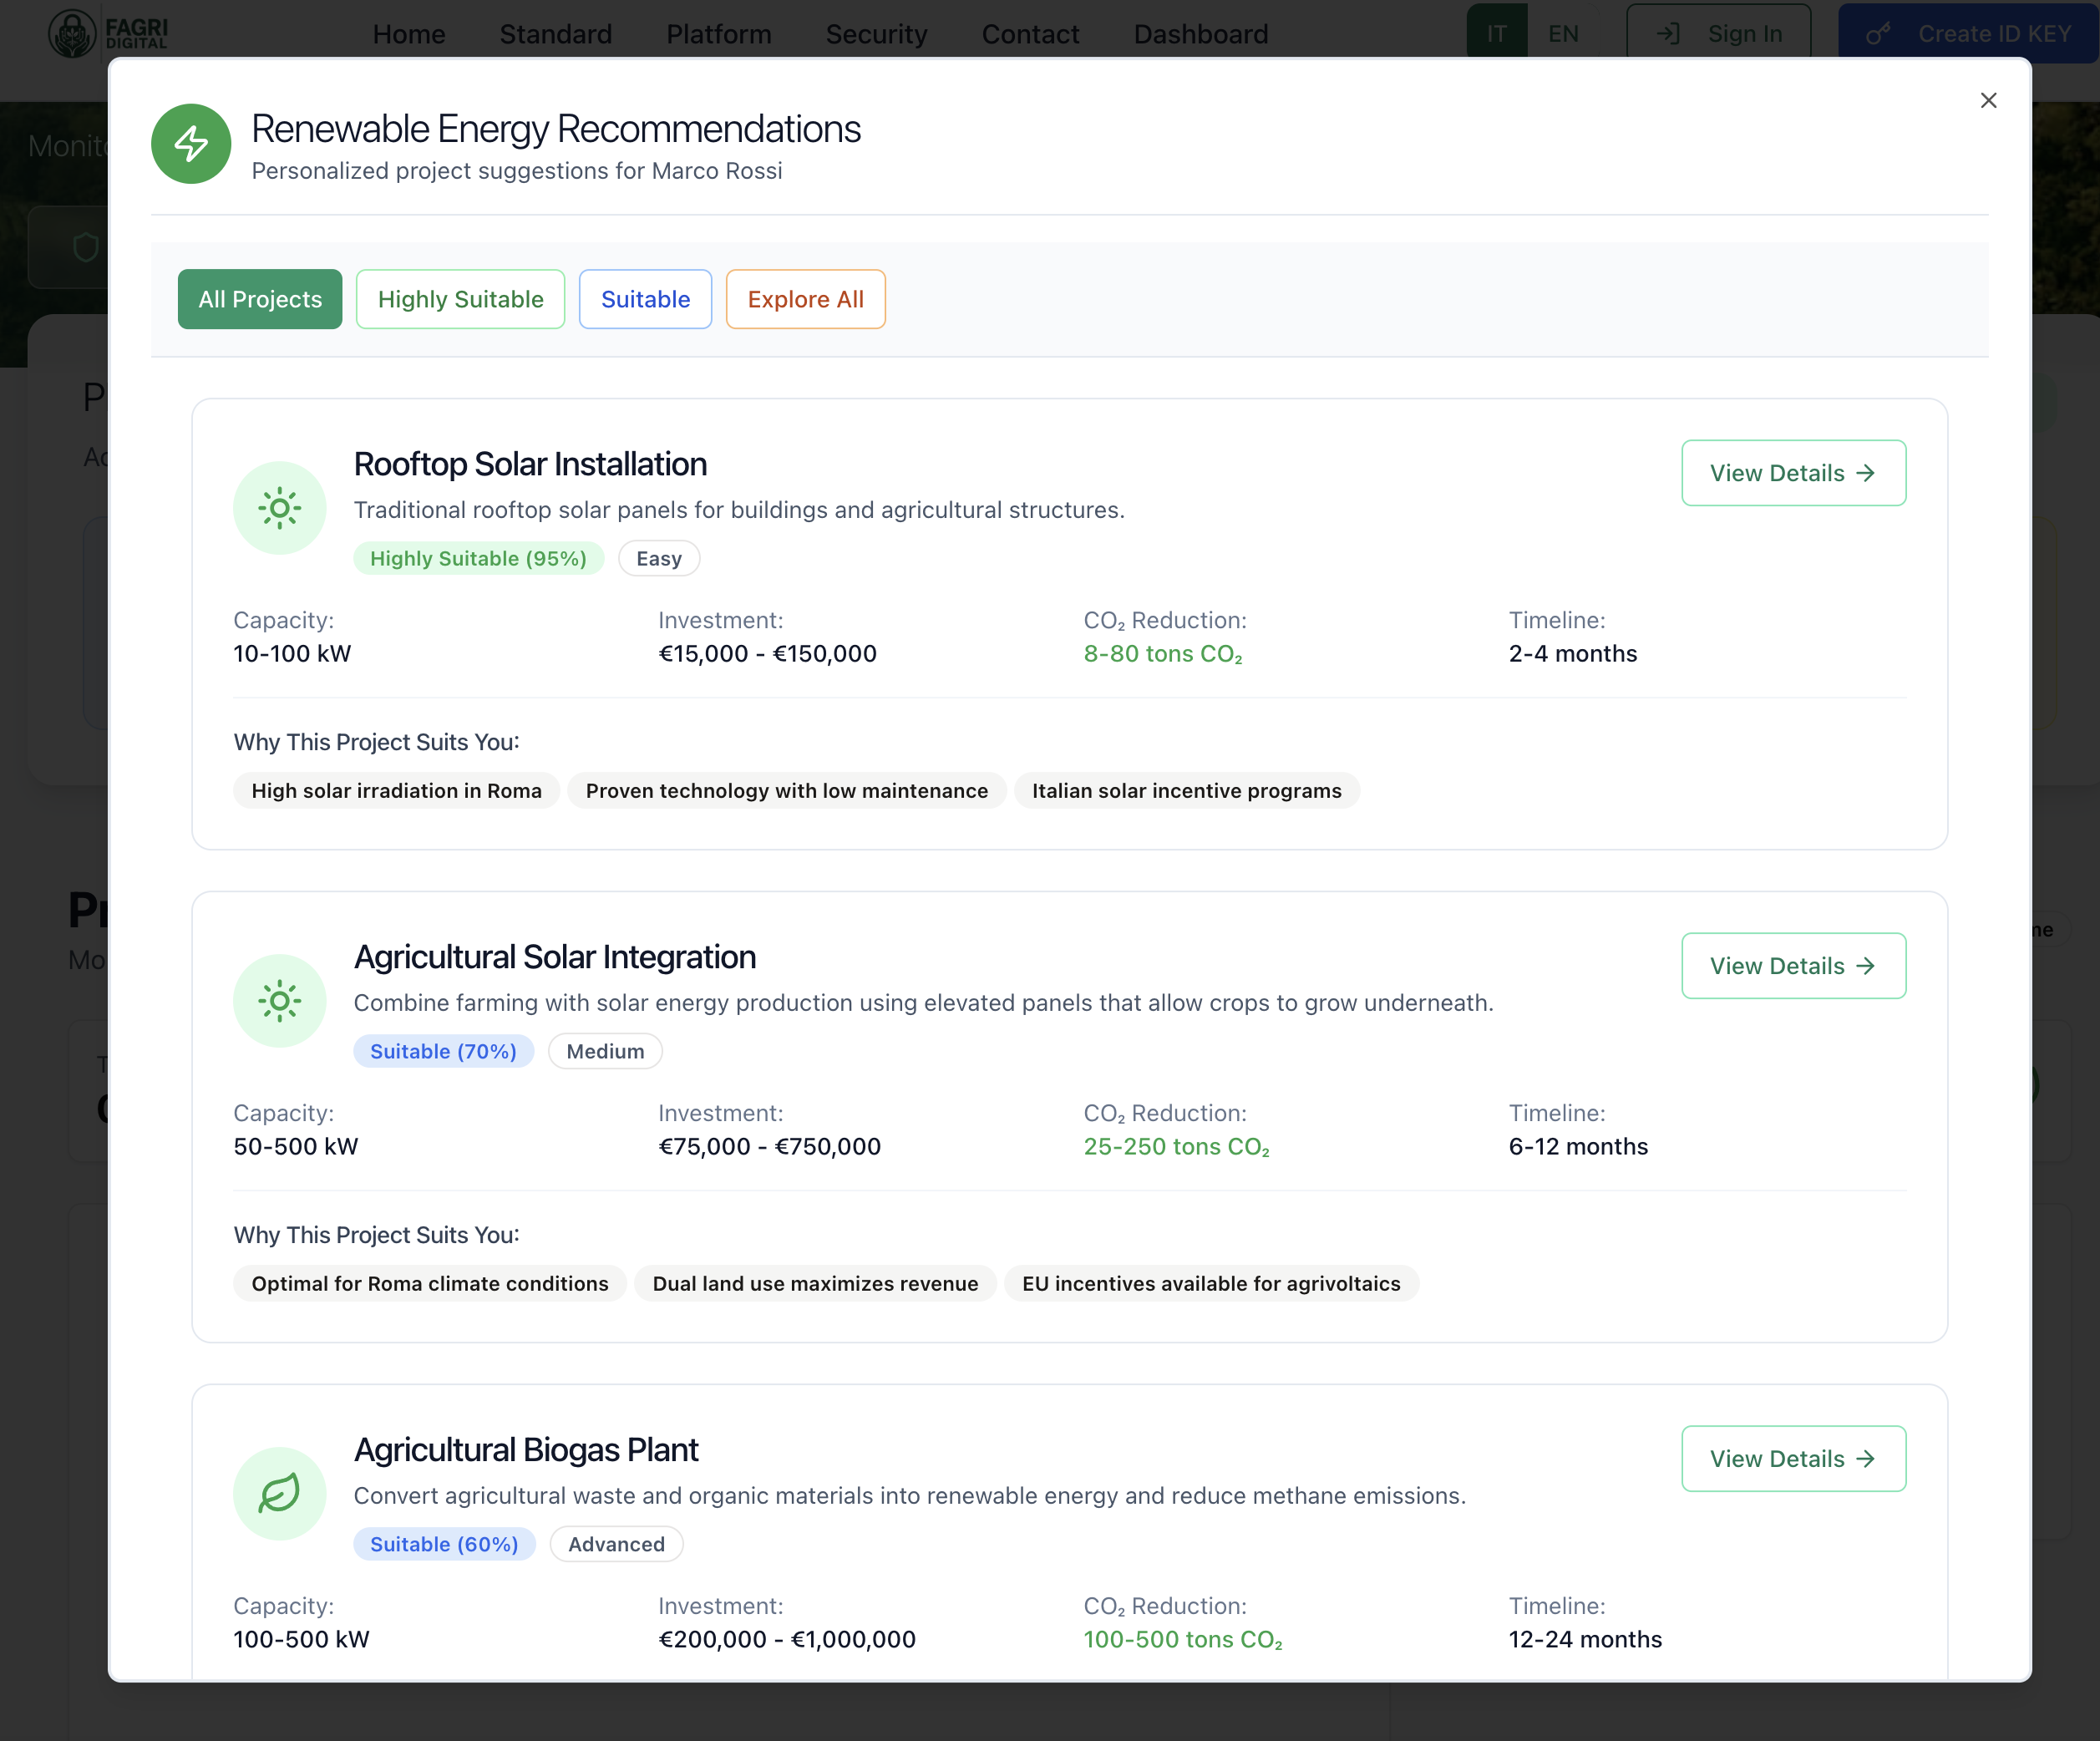 FAGRI
DIGITAL
Home Standard Platform Security Contact Dashboard IT EN Sign In Create ID KEY
Renewable Energy Recommendations
Personalized project suggestions for Marco Rossi
All Projects Highly Suitable Suitable Explore All
Rooftop Solar Installation
View Details →
Traditional rooftop solar panels for buildings and agricultural structures.
Highly Suitable (95%) Easy
Capacity: Investment: CO₂ Reduction: Timeline:
10-100 kW €15,000 - €150,000 8-80 tons CO₂ 2-4 months
Why This Project Suits You:
High solar irradiation in Roma Proven technology with low maintenance Italian solar incentive programs
Agricultural Solar Integration
View Details →
Combine farming with solar energy production using elevated panels that allow crops to grow underneath.
Suitable (70%) Medium
Capacity: Investment: CO₂ Reduction: Timeline:
50-500 kW €75,000 - €750,000 25-250 tons CO₂ 6-12 months
Why This Project Suits You:
Optimal for Roma climate conditions Dual land use maximizes revenue EU incentives available for agrivoltaics
Agricultural Biogas Plant
View Details →
Convert agricultural waste and organic materials into renewable energy and reduce methane emissions.
Suitable (60%) Advanced
Capacity: Investment: CO₂ Reduction: Timeline:
100-500 kW €200,000 - €1,000,000 100-500 tons CO₂ 12-24 months